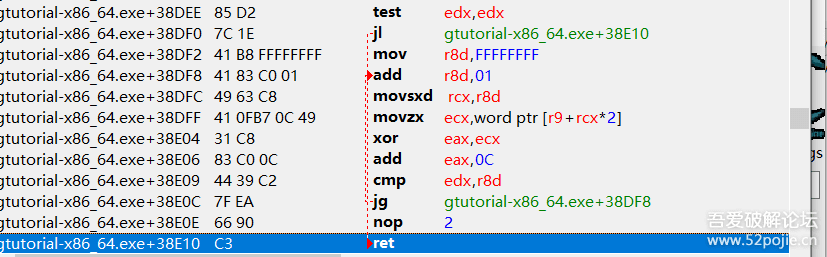 gtutorial-x86_64.exe+38DEE 85 D2 test edx,edx
gtutorial-x86_64.exe+38DF0 7C 1E jl gtutorial-x86_64.exe+38E10
gtutorial-x86_64.exe+38DF2 41 B8 FFFFFFFF mov r8d,FFFFFFFF
gtutorial-x86_64.exe+38DF8 41 83 C0 01 add r8d,01
gtutorial-x86_64.exe+38DFC 49 63 C8 movsxd rcx,r8d
gtutorial-x86_64.exe+38DFF 41 0FB7 0C 49 movzx ecx,word ptr [r9+rcx*2]
gtutorial-x86_64.exe+38E04 31 C8 xor eax,ecx
gtutorial-x86_64.exe+38E06 83 C0 0C add eax,0C
gtutorial-x86_64.exe+38E09 44 39 C2 cmp edx,r8d
gtutorial-x86_64.exe+38E0C 7F EA jg gtutorial-x86_64.exe+38DF8
gtutorial-x86_64.exe+38E0E 66 90 nop 2
gtutorial-x86_64.exe+38E10 C3 ret
gs
吾爱破解论坛
www.52pojie.cn